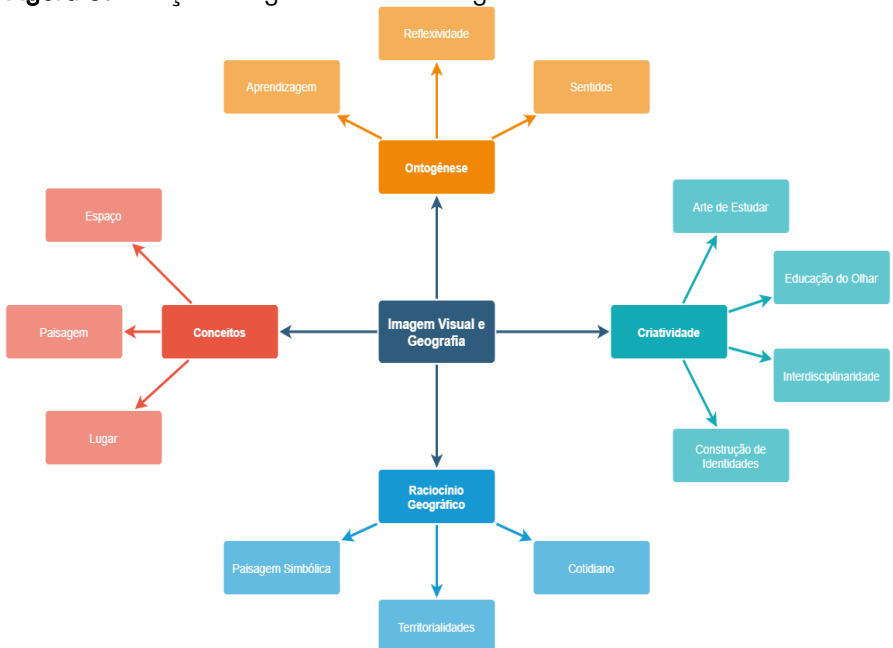 Reflexividade
Aprendizagem
Sentidos
Ontogênese
Espaço
Arte de Estudar
Educação do Olhar
Paisagem
Conceitos
Imagem Visual e
Geografia
Criatividade
Interdisciplinaridade
Lugar
Construção de
Identidades
Raciocínio
Geográfico
Paisagem Simbólica
Cotidiano
Territorialidades